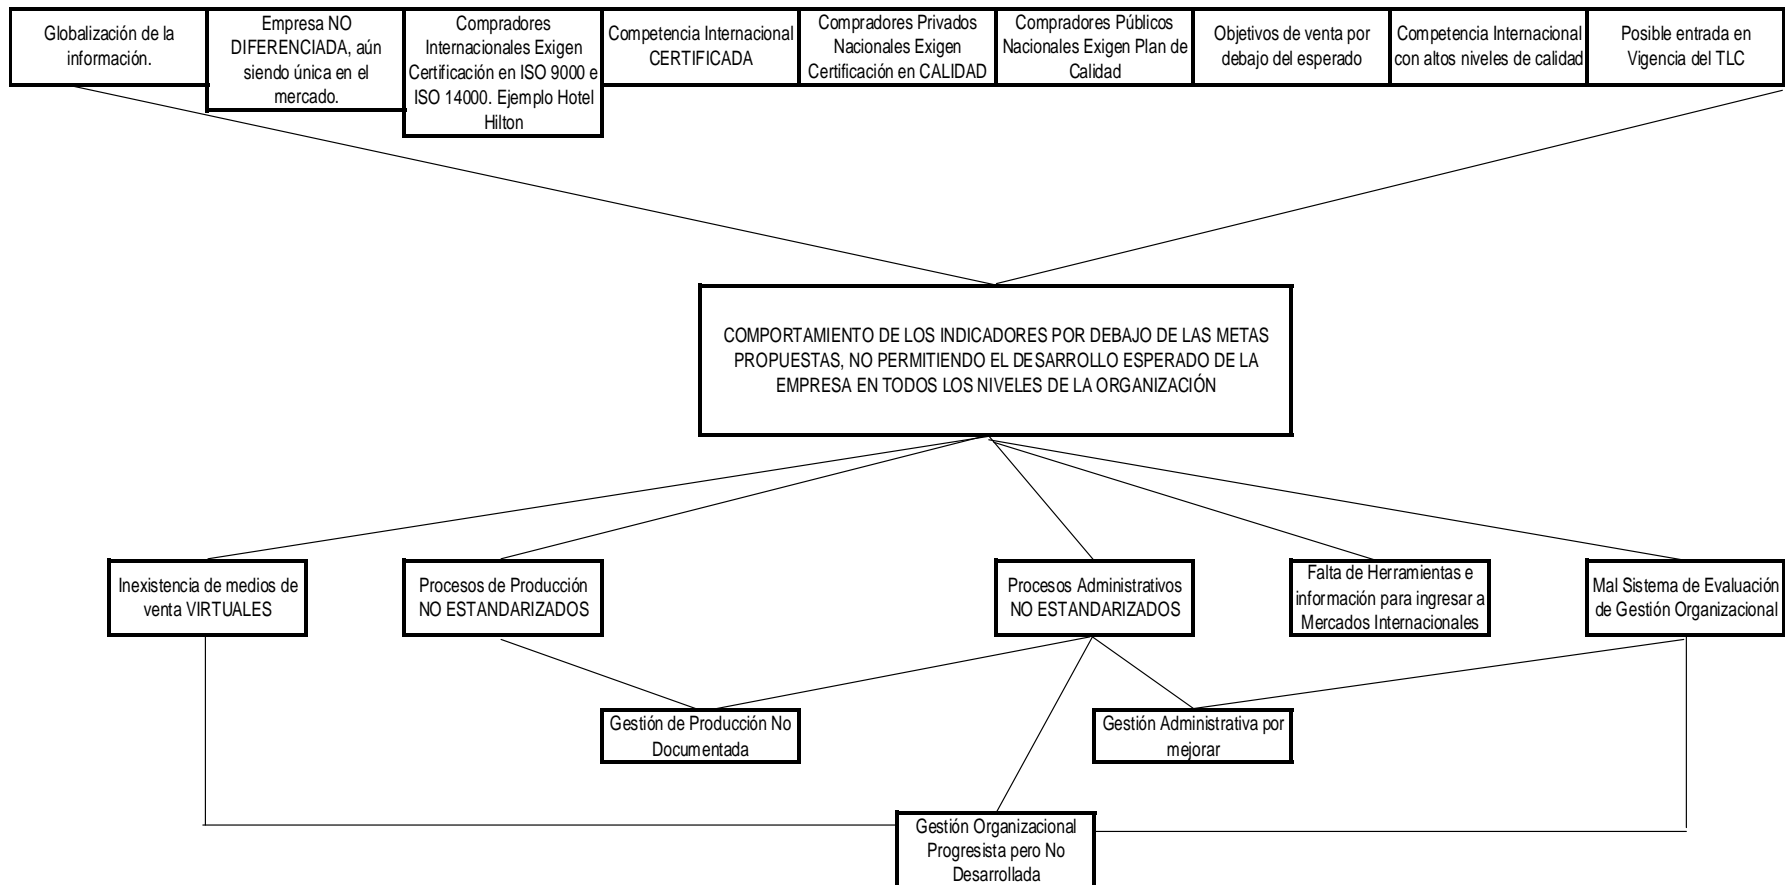 Globalización de la
información.
Empresa NO
DIFERENCIADA, aún
siendo única en el
mercado.
Compradores
Internacionales Exigen
Certificación en ISO 9000 e
ISO 14000. Ejemplo Hotel
Hilton
Competencia Internacional
CERTIFICADA
Compradores Privados
Nacionales Exigen
Certificación en CALIDAD
Compradores Públicos
Nacionales Exigen Plan de
Calidad
Objetivos de venta por
debajo del esperado
Competencia Internacional
con altos niveles de calidad
Posible entrada en
Vigencia del TLC
COMPORTAMIENTO DE LOS INDICADORES POR DEBAJO DE LAS METAS
PROPUESTAS, NO PERMITIENDO EL DESARROLLO ESPERADO DE LA
EMPRESA EN TODOS LOS NIVELES DE LA ORGANIZACIÓN
Inexistencia de medios de
venta VIRTUALES
Procesos de Producción
NO ESTANDARIZADOS
Procesos Administrativos
NO ESTANDARIZADOS
Falta de Herramientas e
información para ingresar a
Mercados Internacionales
Mal Sistema de Evaluación
de Gestión Organizacional
Gestión de Producción No
Documentada
Gestión Administrativa por
mejorar
Gestión Organizacional
Progresista pero No
Desarrollada